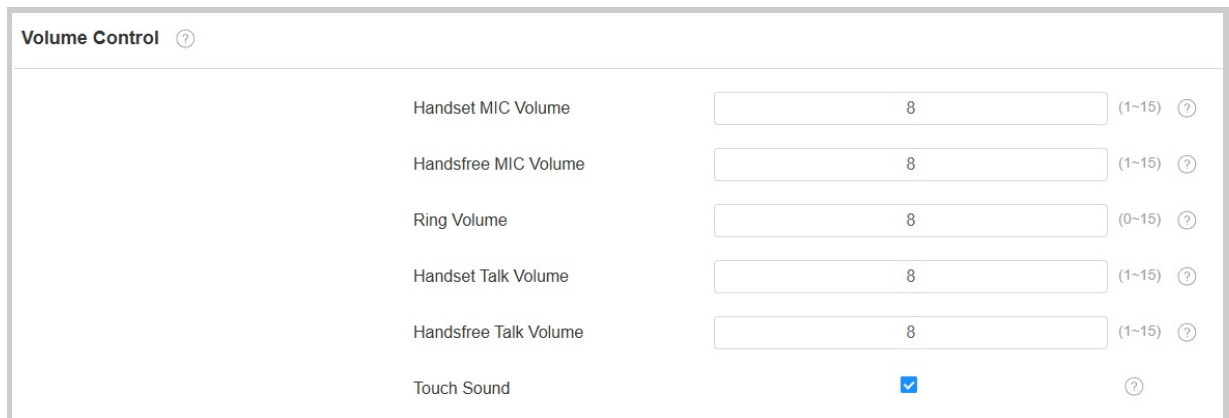 Volume Control ?
Handset MIC Volume 8 (1~15) ?
Handsfree MIC Volume 8 (1~15) ?
Ring Volume 8 (0~15) ?
Handset Talk Volume 8 (1~15) ?
Handsfree Talk Volume 8 (1~15) ?
Touch Sound ?